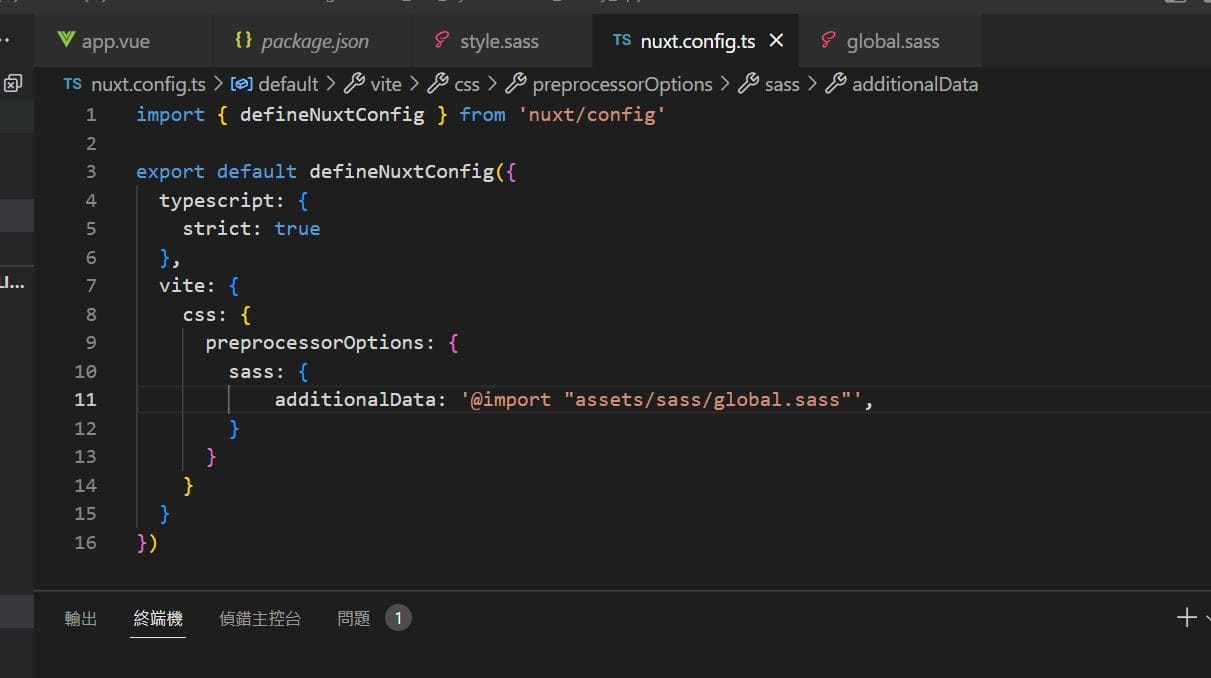 app.vue
{} package.json
style.sass
TS nuxt.config.ts
global.sass
TS nuxt.config.ts > default > vite > css > preprocessorOptions > sass > additionalData
1 import { defineNuxtConfig } from 'nuxt/config'
2
3 export default defineNuxtConfig({
4 typescript: {
5 strict: true
6 },
7 vite: {
8 css: {
9 preprocessorOptions: {
10 sass: {
11 additionalData: '@import "assets/sass/global.sass"',
12 }
13 }
14 }
15 }
16 })
LI...
輸出 終端機 偵錯主控台 問題 1